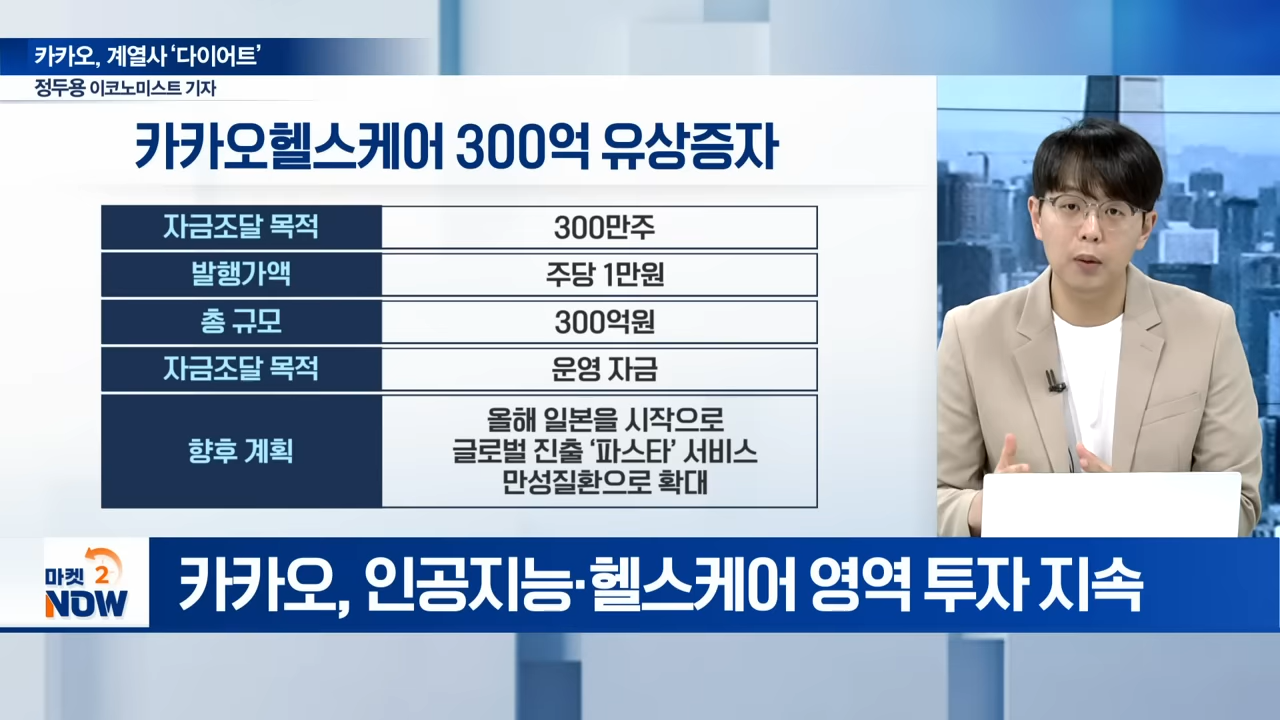 카카오, 계열사 ‘다이어트’
정두용 이코노미스트 기자
카카오헬스케어 300억 유상증자
자금조달 목적 300만주
발행가액 주당 1만원
총 규모 300억원
자금조달 목적 운영 자금
향후 계획
올해 일본을 시작으로
글로벌 진출 ‘파스타’ 서비스
만성질환으로 확대
마켓 2
NOW
카카오, 인공지능·헬스케어 영역 투자 지속